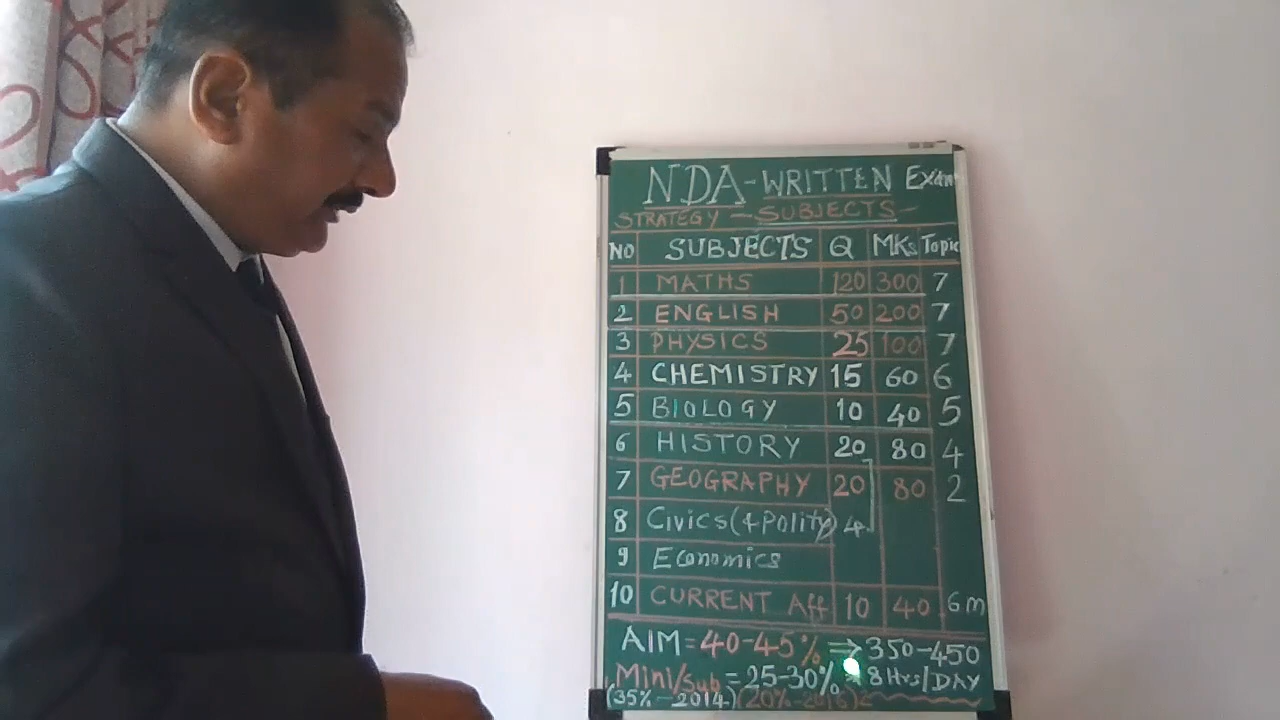 NDA-WRITTEN Exam
STRATEGY - SUBJECTS -
NO SUBJECTS Q MKs Topic
1 MATHS 120 300 7
2 ENGLISH 50 200 7
3 PHYSICS 25 100 7
4 CHEMISTRY 15 60 6
5 BIOLOGY 10 40 5
6 HISTORY 20 80 4
7 GEOGRAPHY 20 80 2
8 Civics(+Polity) 4
9 Economics
10 CURRENT Aff 10 40 6m
AIM = 40-45% ⇒ 350-450
Mini/Sub = 25-30% 8 Hrs/DAY
(35% - 2014) (20% - 2016)